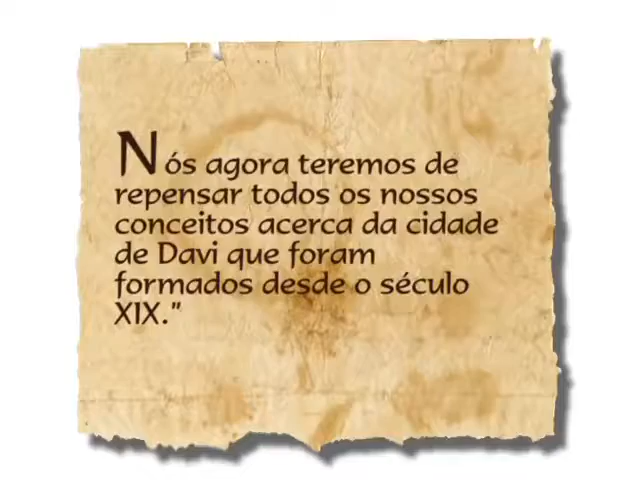 Nós agora teremos de
repensar todos os nossos
conceitos acerca da cidade
de Davi que foram
formados desde o século
XIX."